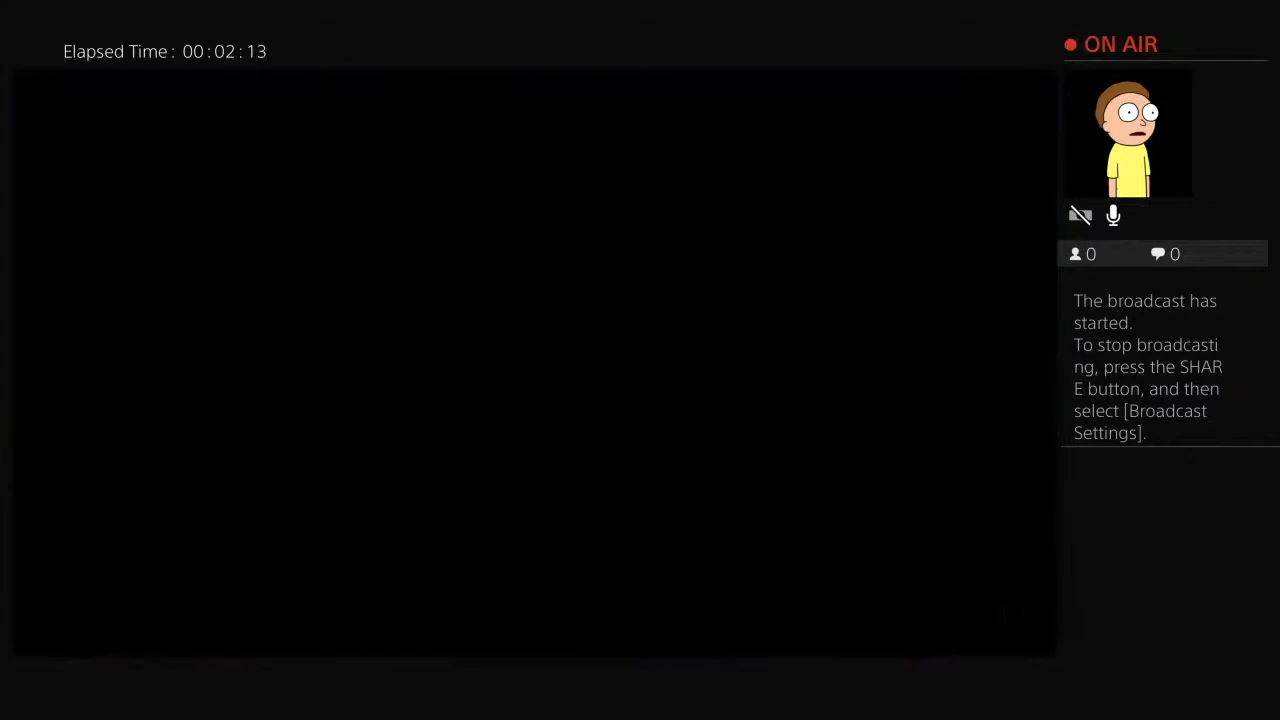 Elapsed Time: 00:02:13
ON AIR
0 0
The broadcast has
started.
To stop broadcasti
ng, press the SHAR
E button, and then
select [Broadcast
Settings].